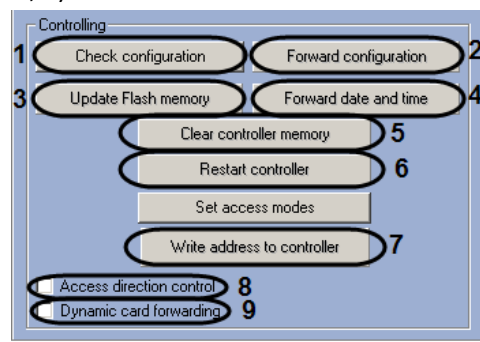 Controlling
1 Check configuration Forward configuration 2
3 Update Flash memory Forward date and time 4
Clear controller memory 5
Restart controller 6
Set access modes
Write address to controller 7
Access direction control 8
Dynamic card forwarding 9